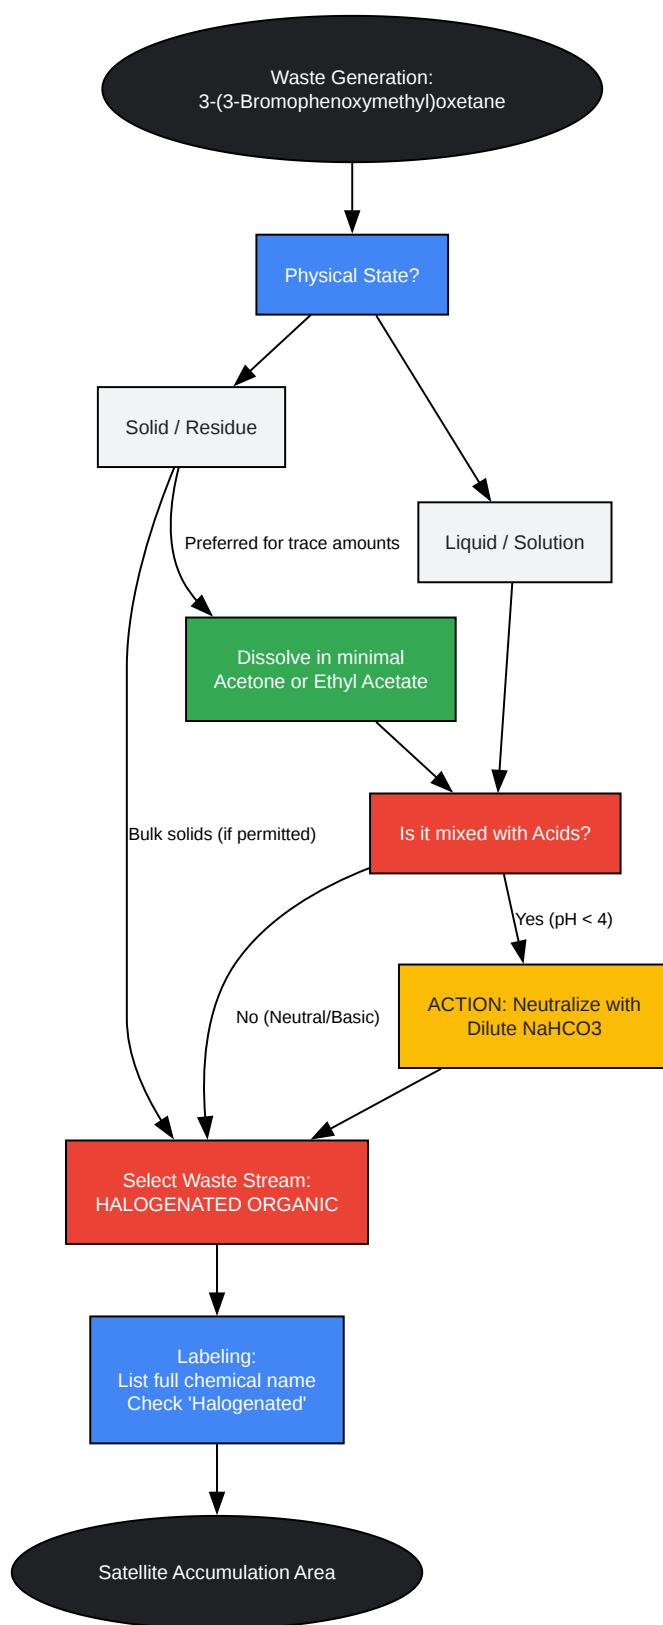 Waste Generation:
3-(3-Bromophenoxymethyl)oxetane
Physical State?
Solid / Residue
Preferred for trace amounts
Liquid / Solution
Dissolve in minimal
Acetone or Ethyl Acetate
Bulk solids (if permitted)
Is it mixed with Acids?
Yes (pH < 4)
No (Neutral/Basic)
ACTION: Neutralize with
Dilute NaHCO3
Select Waste Stream:
HALOGENATED ORGANIC
Labeling:
List full chemical name
Check 'Halogenated'
Satellite Accumulation Area